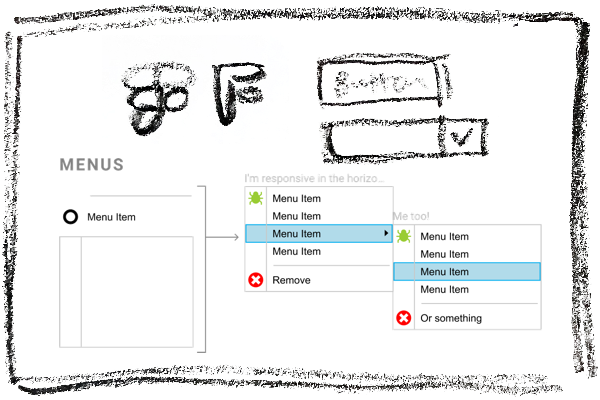 Button
MENUS
Menu Item
I'm responsive in the horizo...
Menu Item
Menu Item
Menu Item
Menu Item
Remove
Me too!
Menu Item
Menu Item
Menu Item
Menu Item
Or something